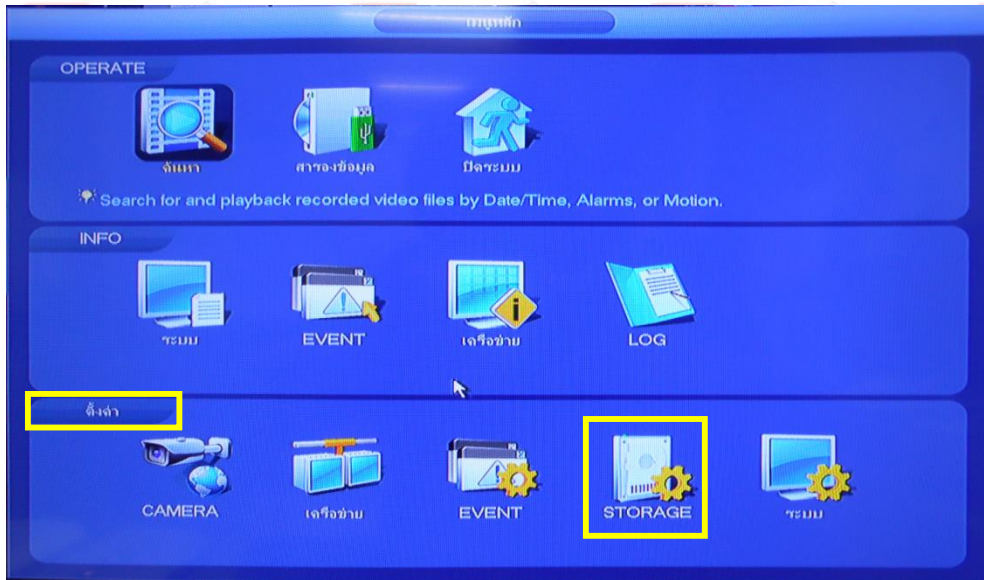 เมนูหลัก
OPERATE
ค้นหา
สำรองข้อมูล
ปิดระบบ
Search for and playback recorded video files by Date/Time, Alarms, or Motion.
INFO
ระบบ
EVENT
เครือข่าย
LOG
ตั้งค่า
CAMERA
เครือข่าย
EVENT
STORAGE
ระบบ